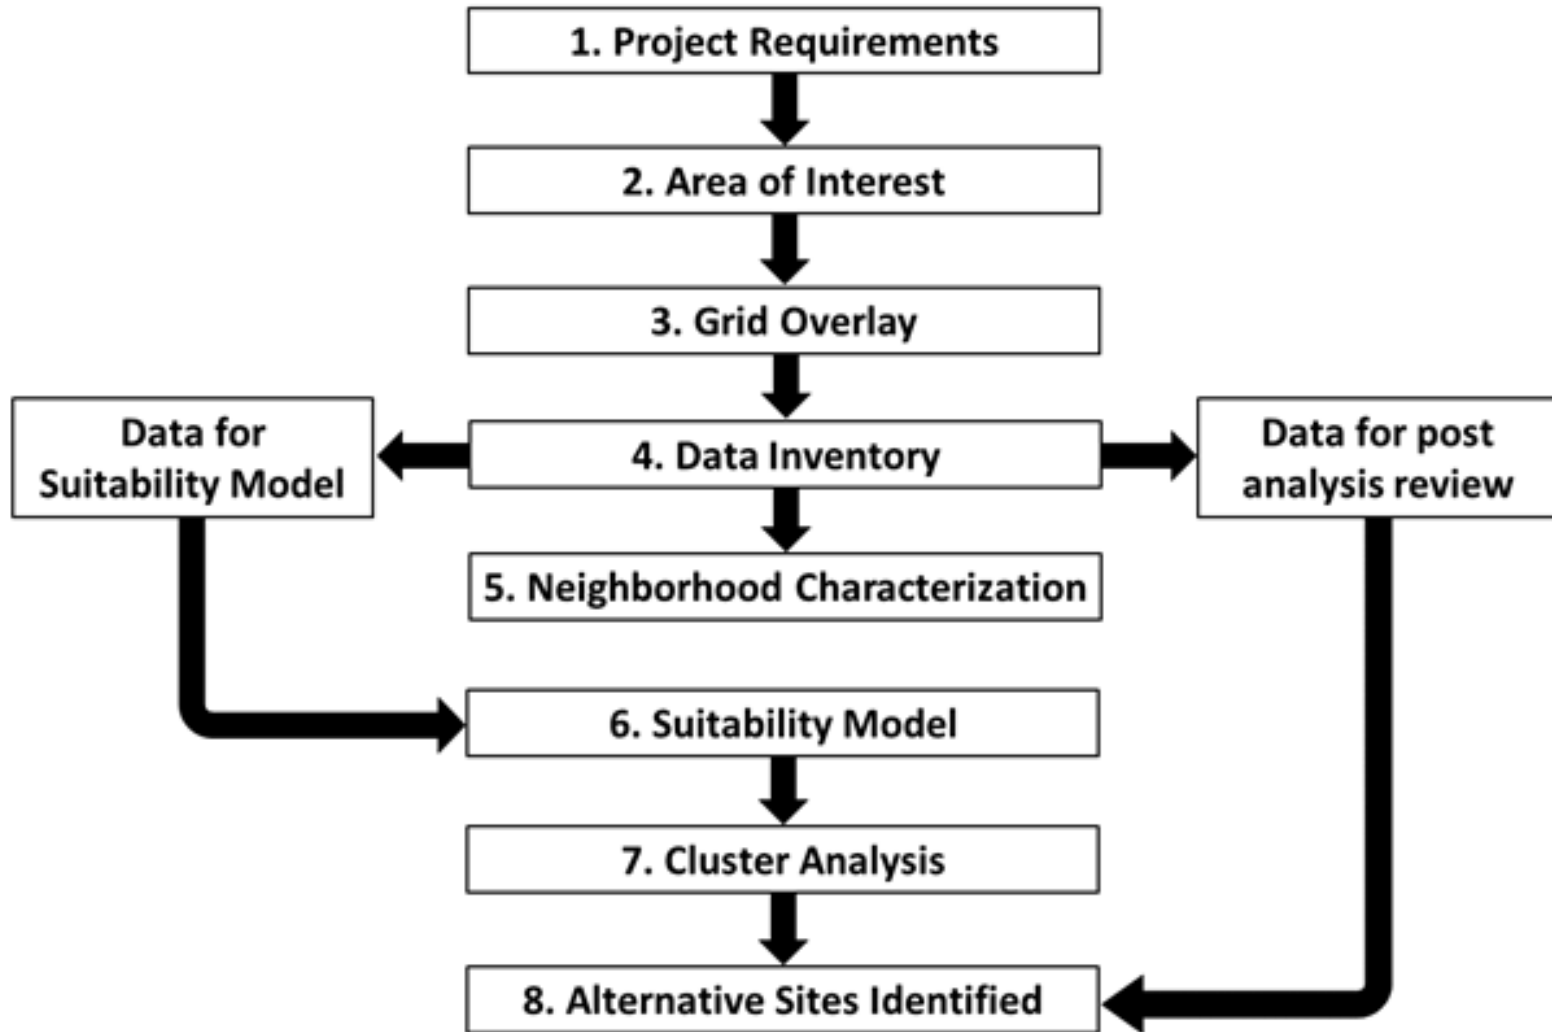 1. Project Requirements
2. Area of Interest
3. Grid Overlay
Data for
Suitability Model
4. Data Inventory
Data for post
analysis review
5. Neighborhood Characterization
6. Suitability Model
7. Cluster Analysis
8. Alternative Sites Identified